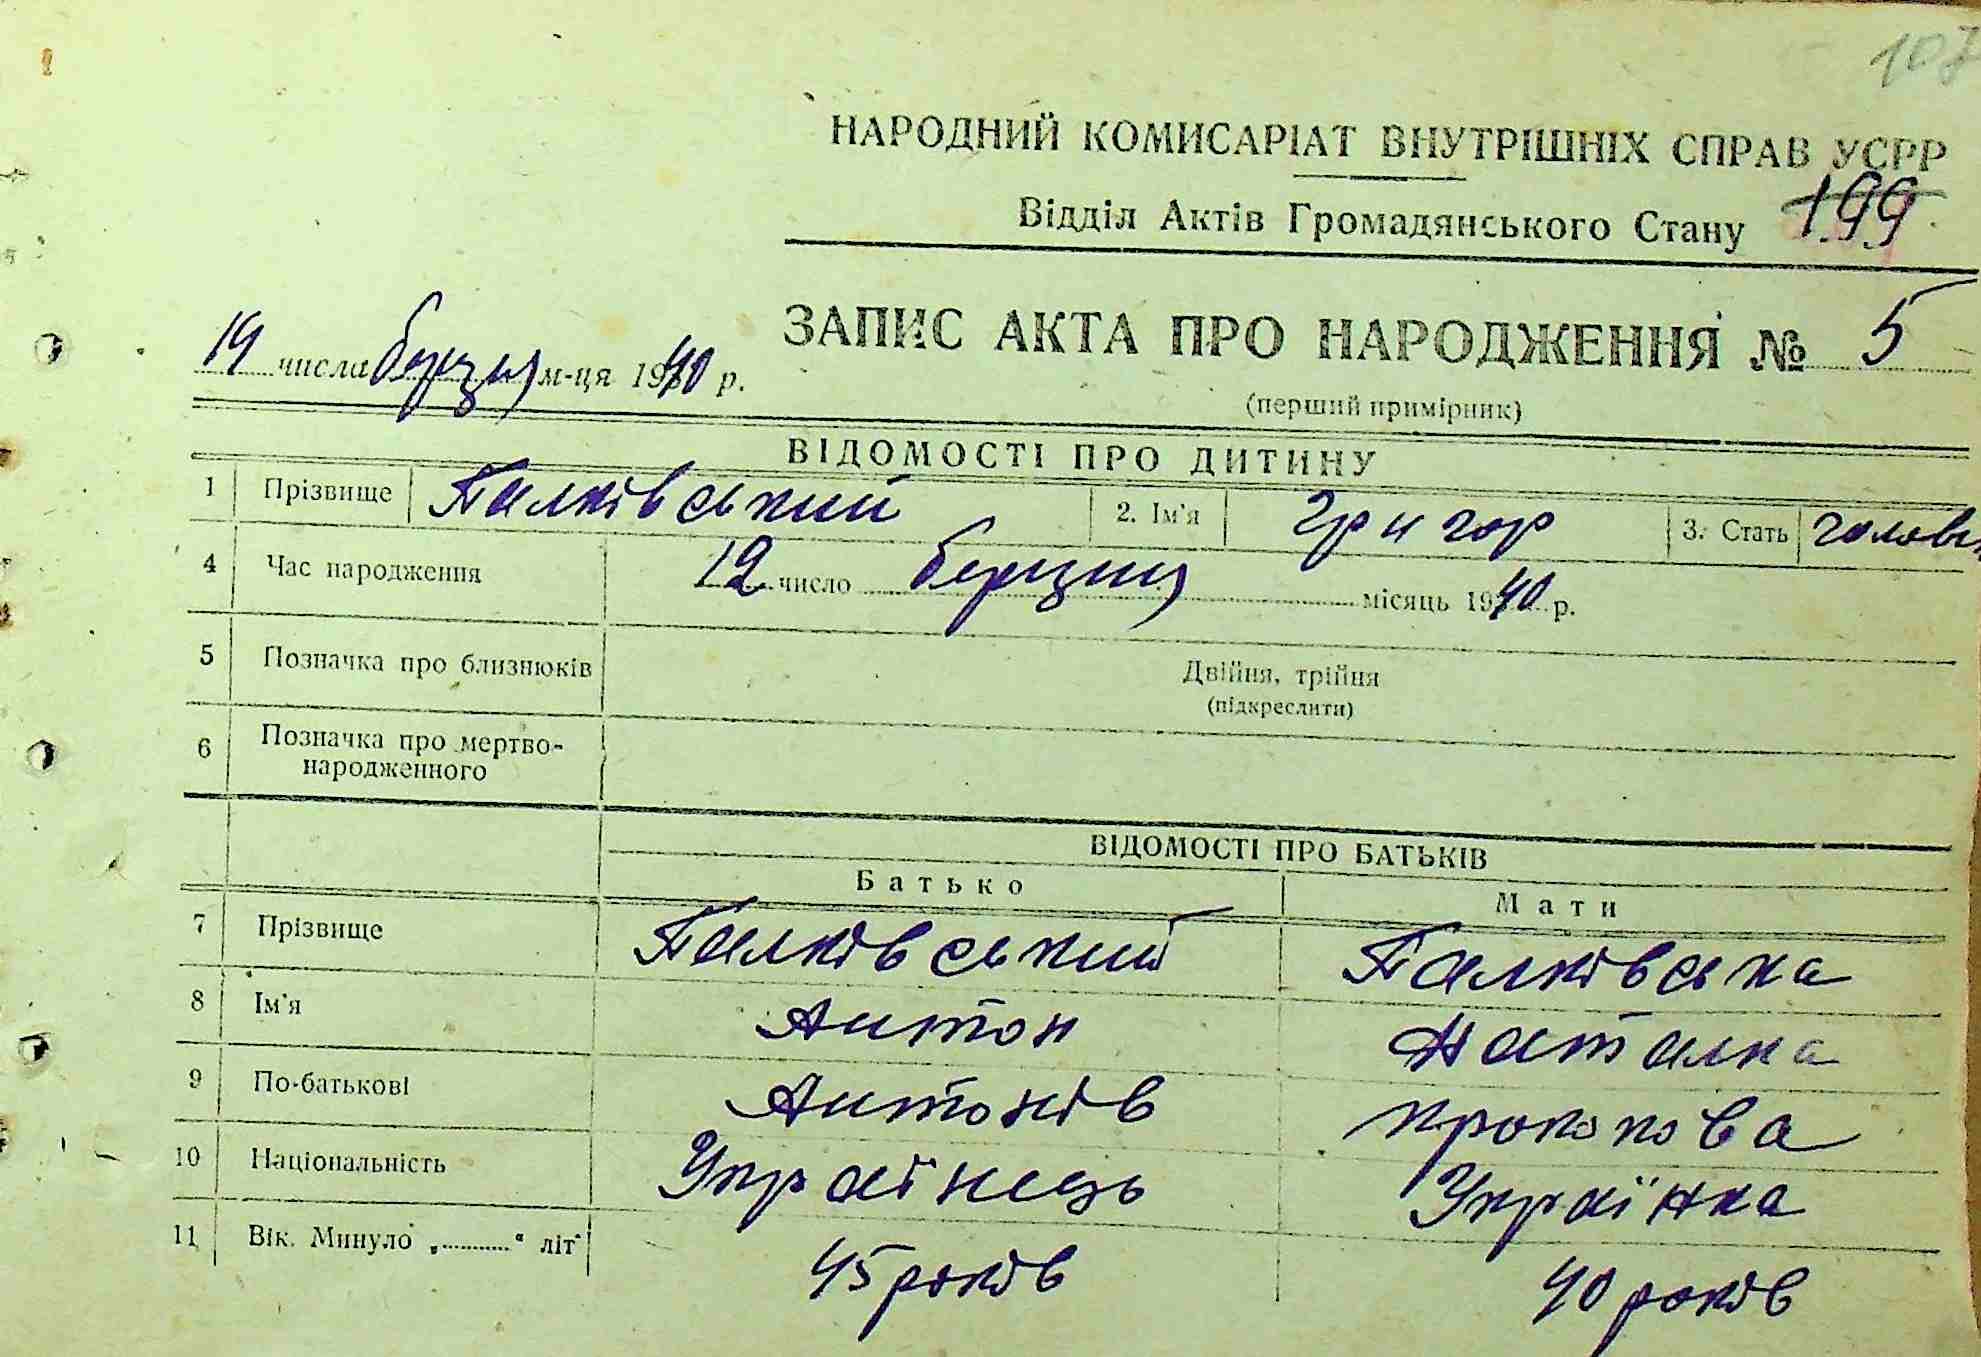 107
НАРОДНИЙ КОМИСАРІАТ ВНУТРІШНІХ СПРАВ УСРР
Відділ Актів Громадянського Стану 199
ЗАПИС АКТА ПРО НАРОДЖЕННЯ № 5
19 числа березня м-ця 1940 р.
(перший примірник)
ВІДОМОСТІ ПРО ДИТИНУ
1 Прізвище Палківський 2. Ім'я Григор 3. Стать чолові
4 Час народження 12 число березня місяць 1940 р.
5 Позначка про близнюків Двійня, трійня
(підкреслити)
6 Позначка про мертво-
народженного
ВІДОМОСТІ ПРО БАТЬКІВ
Батько Мати
7 Прізвище Палківський Палківська
8 Ім'я Антон Наталка
9 По-батькові Антонів Прокопова
10 Національність Українець Українка
11 Вік. Минуло „..........“ літ 45 років 40 років